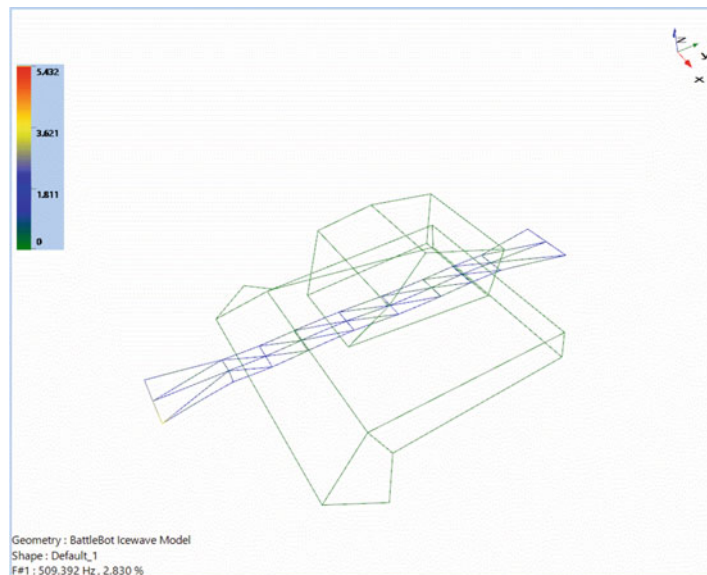 5.432
3.621
1.811
0
Z
Y
X
Geometry : BattleBot Icewave Model
Shape : Default_1
F#1 : 509.392 Hz , 2.830 %